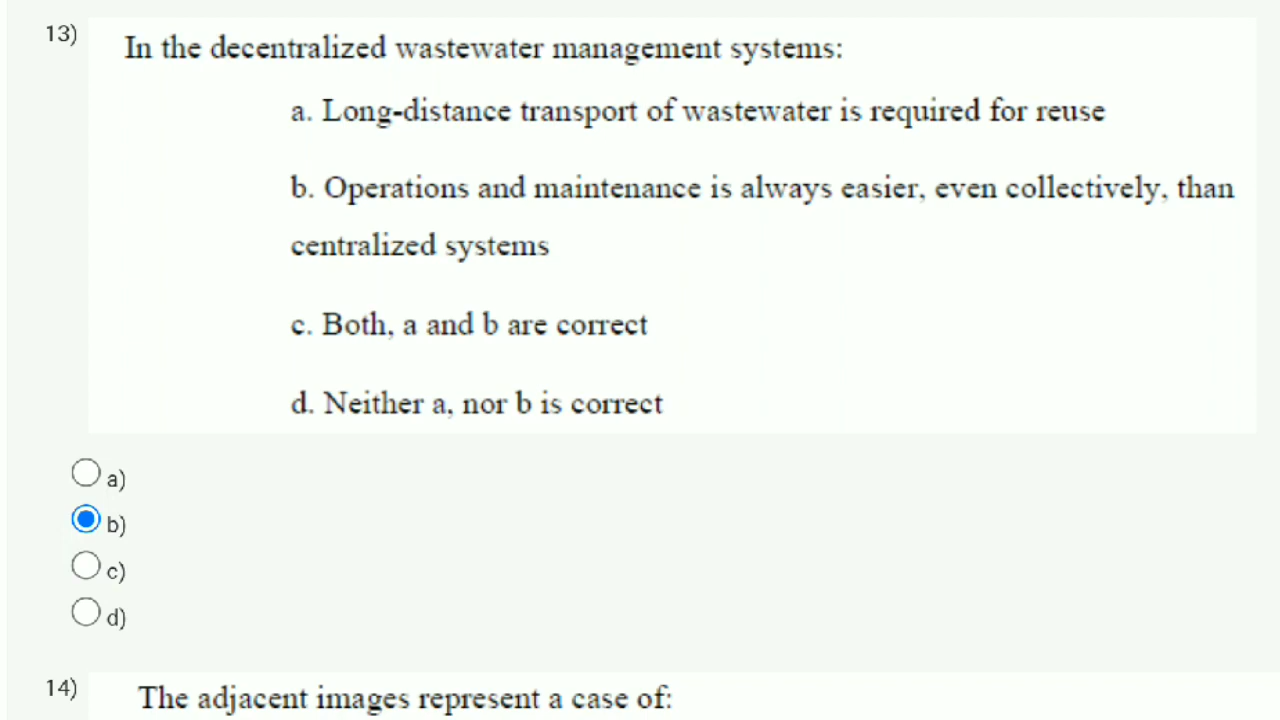 13)
In the decentralized wastewater management systems:
a. Long-distance transport of wastewater is required for reuse
b. Operations and maintenance is always easier, even collectively, than
centralized systems
c. Both, a and b are correct
d. Neither a, nor b is correct
a)
b)
c)
d)
14)
The adjacent images represent a case of: